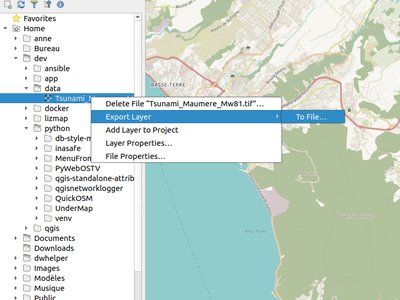 Favorites
Home
anne
Bureau
dev
ansible
app
data
Tsunami_
docker
lizmap
python
db-style-m
inasafe
MenuFrom
PyWebOSTV
qgis-standalone-attrib
qgisnetworklogger
QuickOSM
UnderMap
venv
qgis
Documents
Downloads
dwhelper
Images
Modèles
Musique
Public
Delete File "Tsunami_Maumere_Mw81.tif"…
Export Layer
To File…
Add Layer to Project
Layer Properties…
File Properties…
BASSE-TERRE